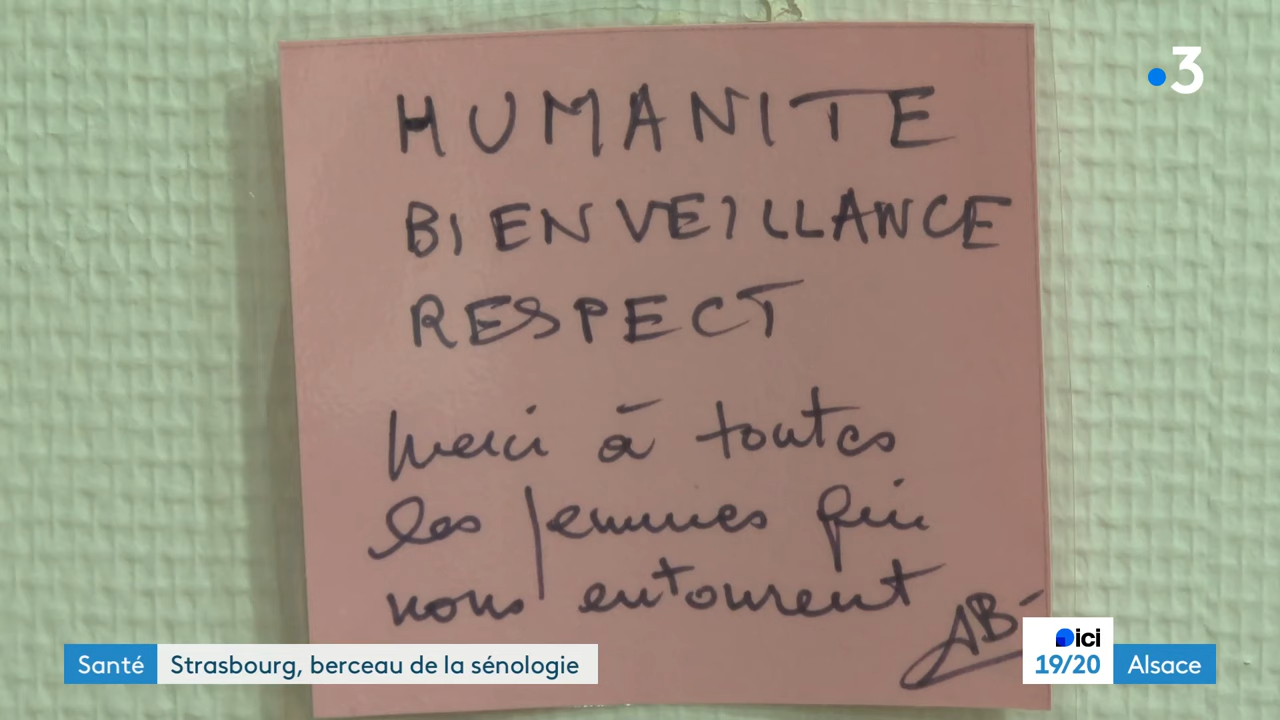 3
HUMANITE
BIENVEILLANCE
RESPECT
Merci à toutes
les femmes qui
nous entourent
AB
Santé
Strasbourg, berceau de la sénologie
ici
19/20
Alsace